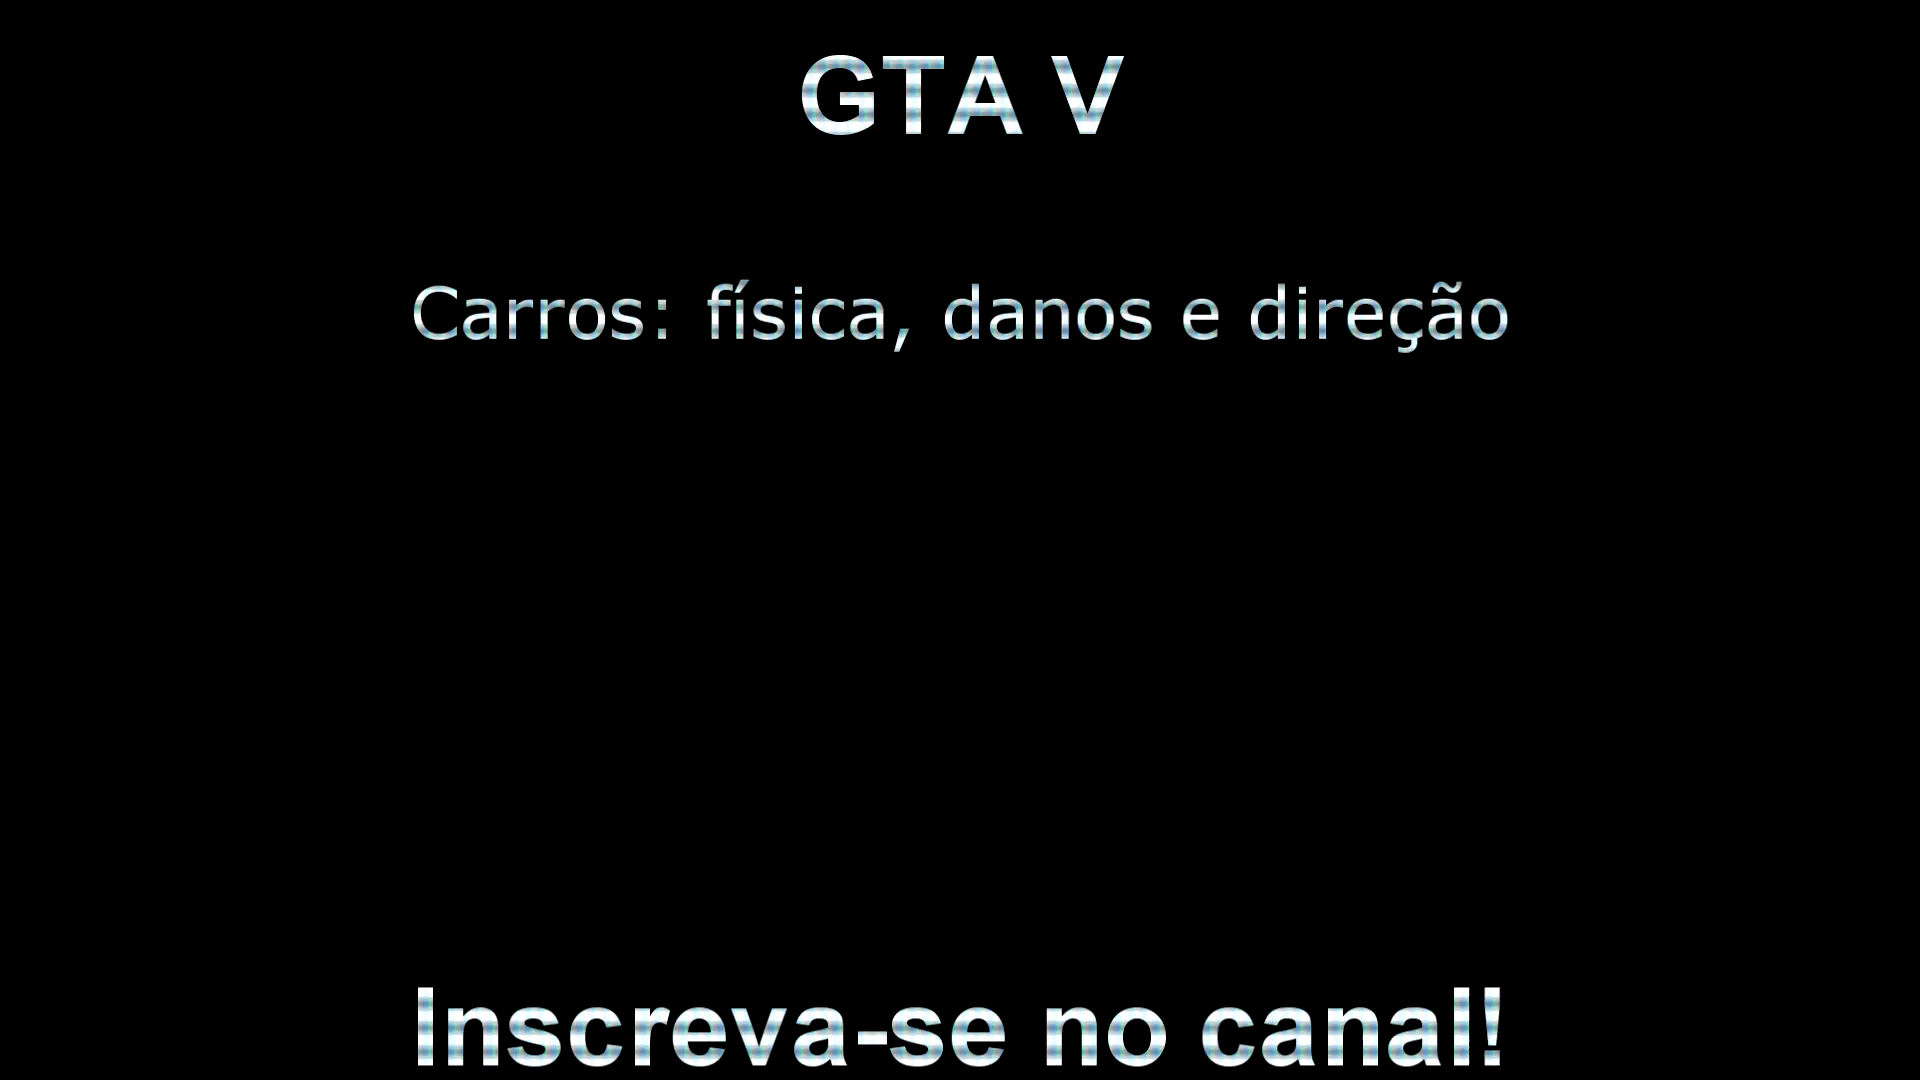 GTA V
Carros: física, danos e direção
Inscreva-se no canal!